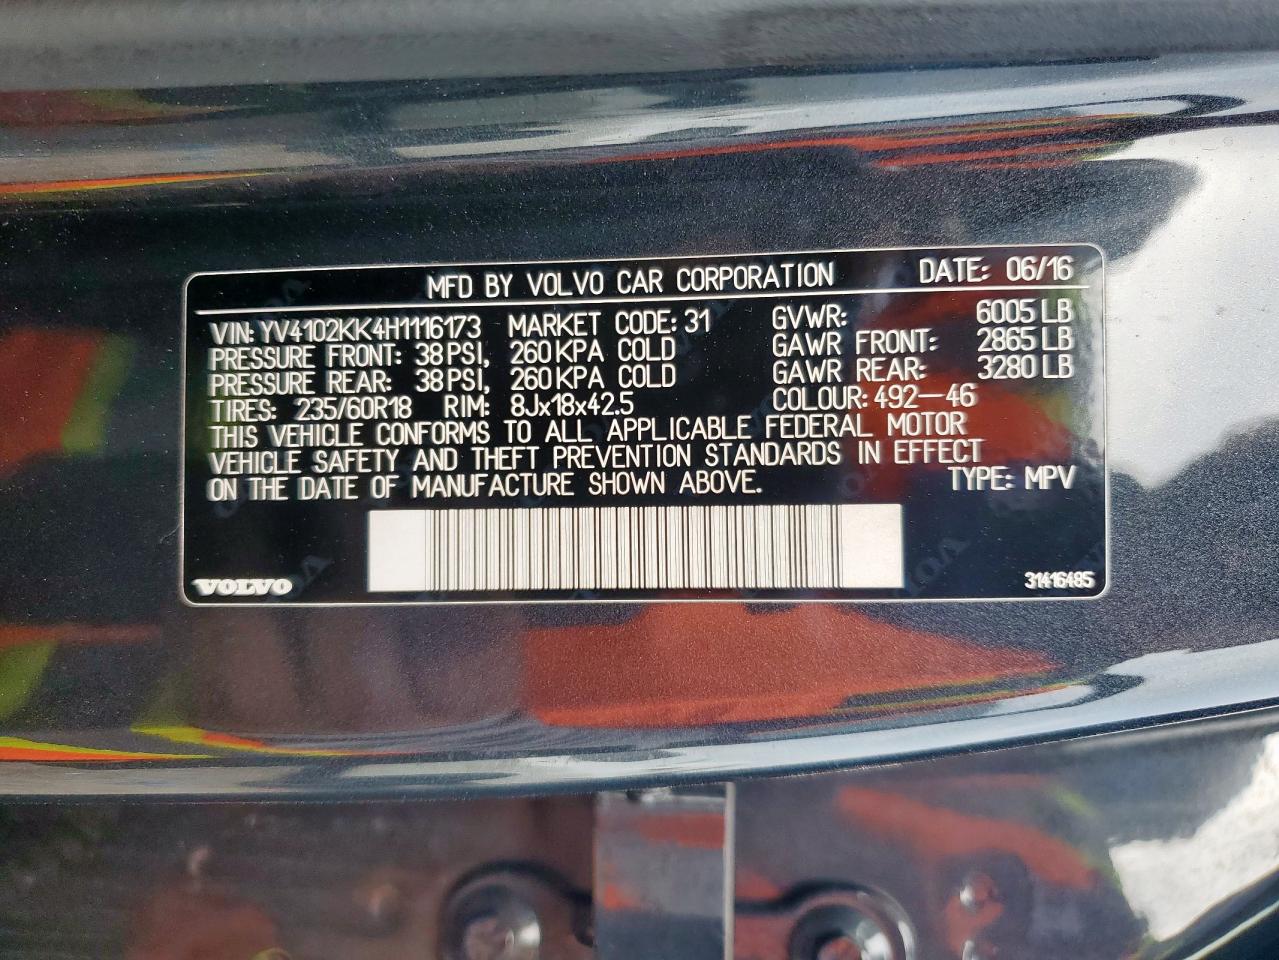 MFD BY VOLVO CAR CORPORATION DATE: 06/16
VIN: YV4102KK4H1116173 MARKET CODE: 31 GVWR: 6005 LB
PRESSURE FRONT: 38 PSI, 260 KPA COLD GAWR FRONT: 2865 LB
PRESSURE REAR: 38 PSI, 260 KPA COLD GAWR REAR: 3280 LB
TIRES: 235/60R18 RIM: 8Jx18x42.5 COLOUR: 492-46
THIS VEHICLE CONFORMS TO ALL APPLICABLE FEDERAL MOTOR
VEHICLE SAFETY AND THEFT PREVENTION STANDARDS IN EFFECT
ON THE DATE OF MANUFACTURE SHOWN ABOVE. TYPE: MPV
VOLVO 31416485